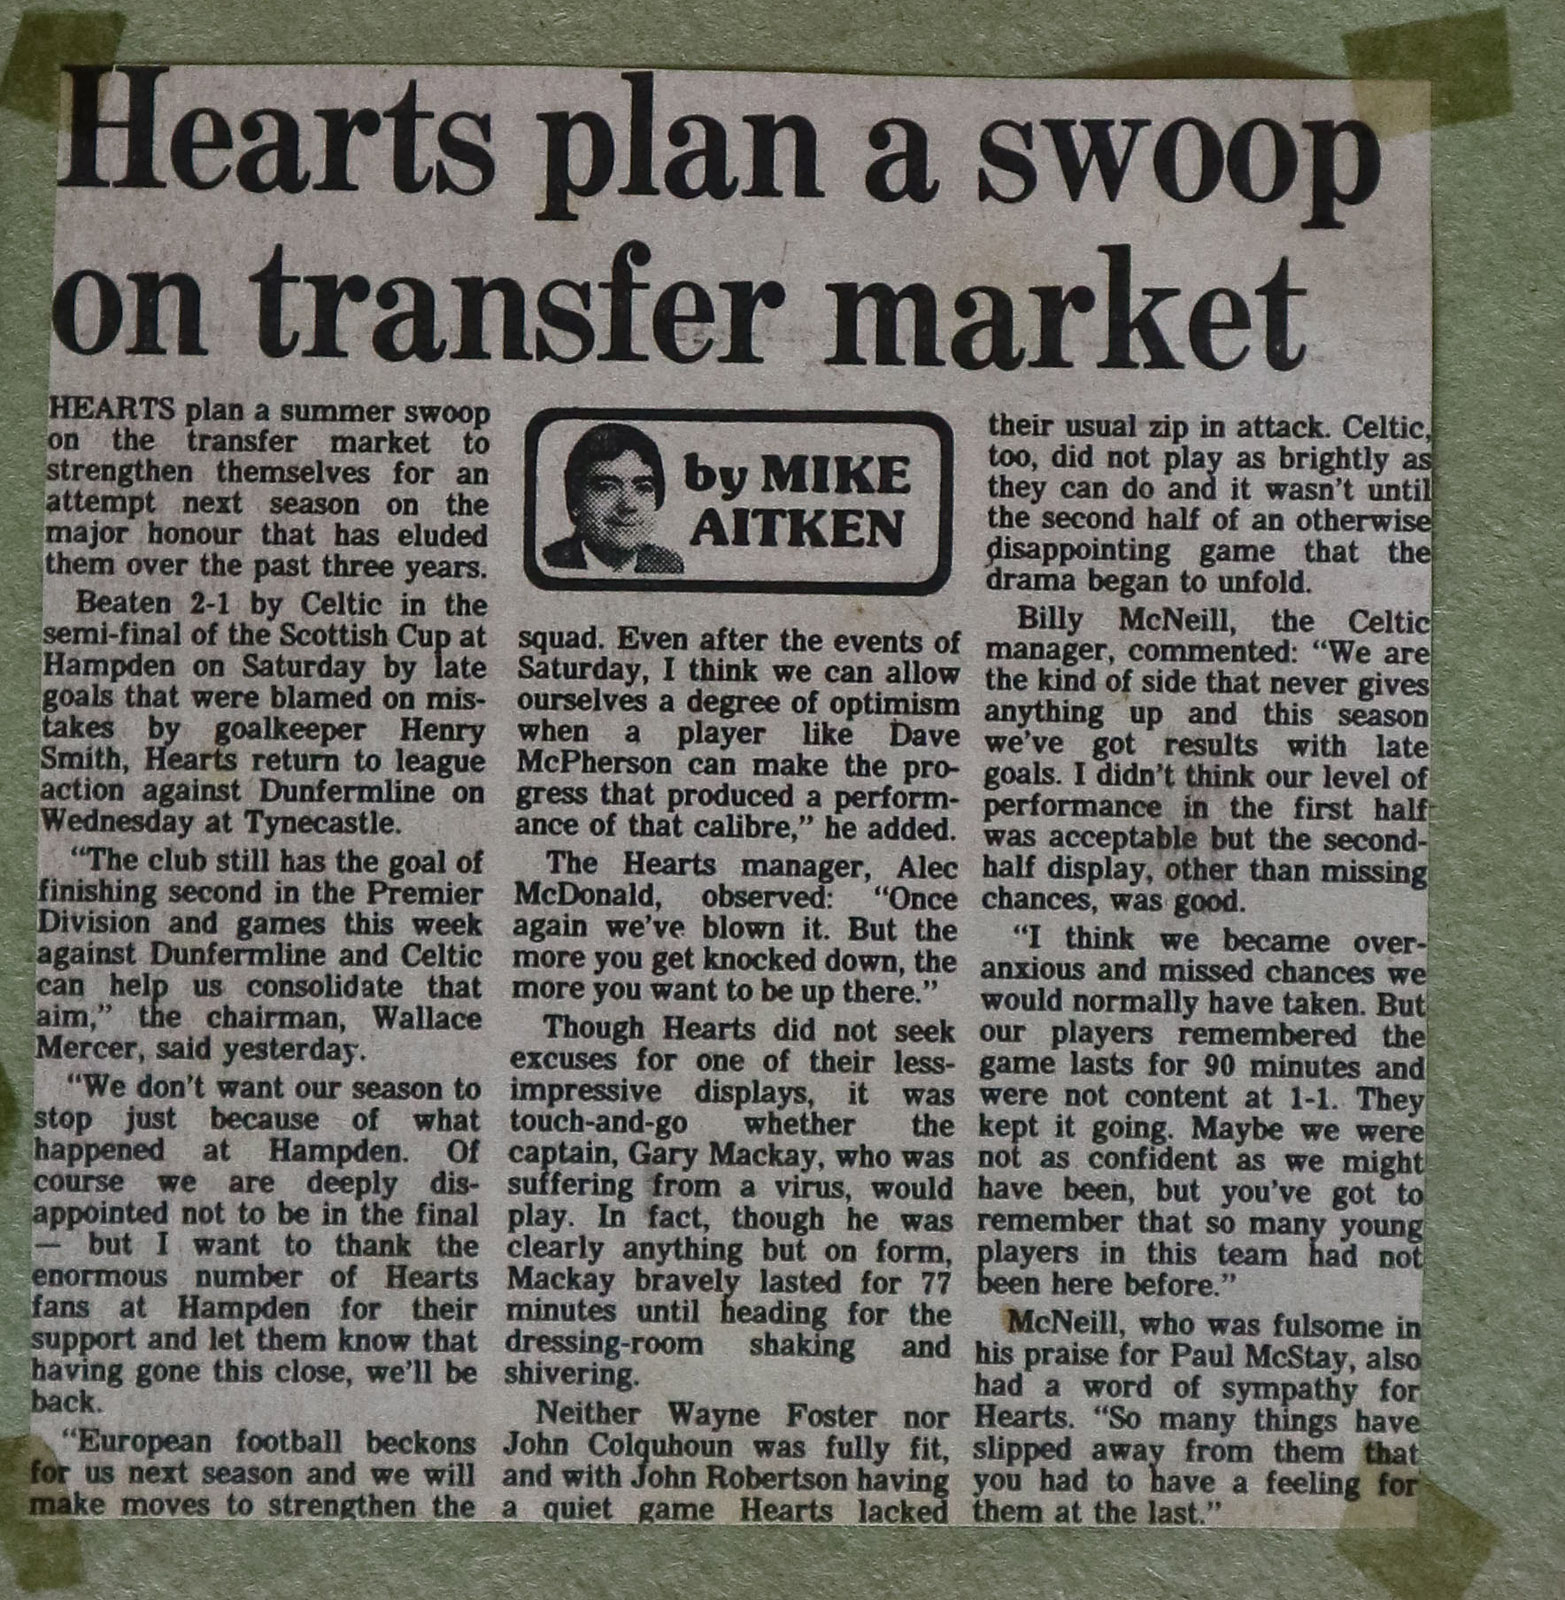 Hearts plan a swoop
on transfer market
HEARTS plan a summer swoop
on the transfer market to
strengthen themselves for an
attempt next season on the
major honour that has eluded
them over the past three years.
Beaten 2-1 by Celtic in the
semi-final of the Scottish Cup at
Hampden on Saturday by late
goals that were blamed on mis-
takes by goalkeeper Henry
Smith, Hearts return to league
action against Dunfermline on
Wednesday at Tynecastle.
“The club still has the goal of
finishing second in the Premier
Division and games this week
against Dunfermline and Celtic
can help us consolidate that
aim,” the chairman, Wallace
Mercer, said yesterday.
“We don’t want our season to
stop just because of what
happened at Hampden. Of
course we are deeply dis-
appointed not to be in the final
— but I want to thank the
enormous number of Hearts
fans at Hampden for their
support and let them know that
having gone this close, we’ll be
back.
“European football beckons
for us next season and we will
make moves to strengthen the
by MIKE
AITKEN
squad. Even after the events of
Saturday, I think we can allow
ourselves a degree of optimism
when a player like Dave
McPherson can make the pro-
gress that produced a perform-
ance of that calibre,” he added.
The Hearts manager, Alec
McDonald, observed: “Once
again we’ve blown it. But the
more you get knocked down, the
more you want to be up there.”
Though Hearts did not seek
excuses for one of their less-
impressive displays, it was
touch-and-go whether the
captain, Gary Mackay, who was
suffering from a virus, would
play. In fact, though he was
clearly anything but on form,
Mackay bravely lasted for 77
minutes until heading for the
dressing-room shaking and
shivering.
Neither Wayne Foster nor
John Colquhoun was fully fit,
and with John Robertson having
a quiet game Hearts lacked
their usual zip in attack. Celtic,
too, did not play as brightly as
they can do and it wasn’t until
the second half of an otherwise
disappointing game that the
drama began to unfold.
Billy McNeill, the Celtic
manager, commented: “We are
the kind of side that never gives
anything up and this season
we’ve got results with late
goals. I didn’t think our level of
performance in the first half
was acceptable but the second-
half display, other than missing
chances, was good.
“I think we became over-
anxious and missed chances we
would normally have taken. But
our players remembered the
game lasts for 90 minutes and
were not content at 1-1. They
kept it going. Maybe we were
not as confident as we might
have been, but you’ve got to
remember that so many young
players in this team had not
been here before.”
McNeill, who was fulsome in
his praise for Paul McStay, also
had a word of sympathy for
Hearts. “So many things have
slipped away from them that
you had to have a feeling for
them at the last.”